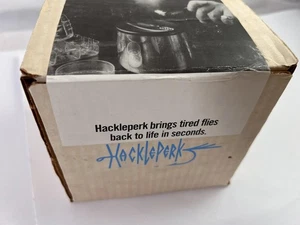 Hackleperk brings tired flies
back to life in seconds.
HACKLEPERK